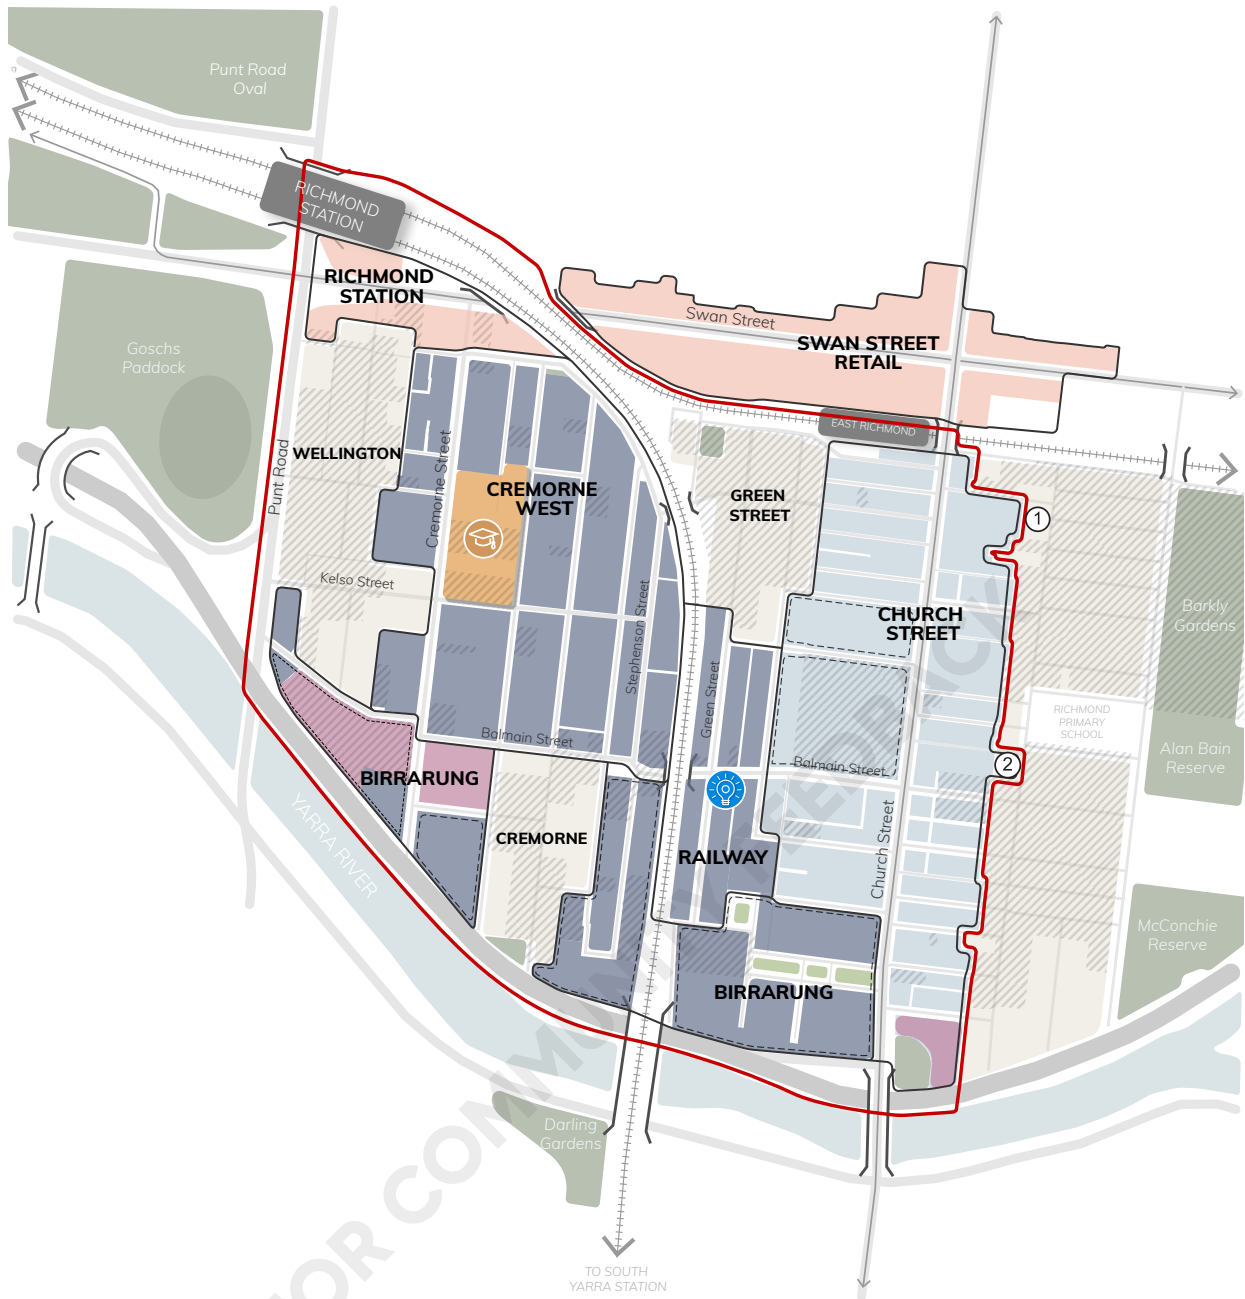 Punt Road
Oval
RICHMOND
STATION
RICHMOND
STATION
Swan Street
SWAN STREET
RETAIL
Goschs
Paddock
EAST RICHMOND
Punt Road
WELLINGTON
Cremorne Street
CREMORNE
WEST
GREEN
STREET
1
Kelso Street
Stephenson Street
CHURCH
STREET
Barkly
Gardens
Green Street
RICHMOND
PRIMARY
SCHOOL
Balmain Street
Balmain Street
2
Alan Bain
Reserve
BIRRARUNG
YARRA RIVER
CREMORNE
RAILWAY
Church Street
McConchie
Reserve
BIRRARUNG
Darling
Gardens
TO SOUTH
YARRA STATION